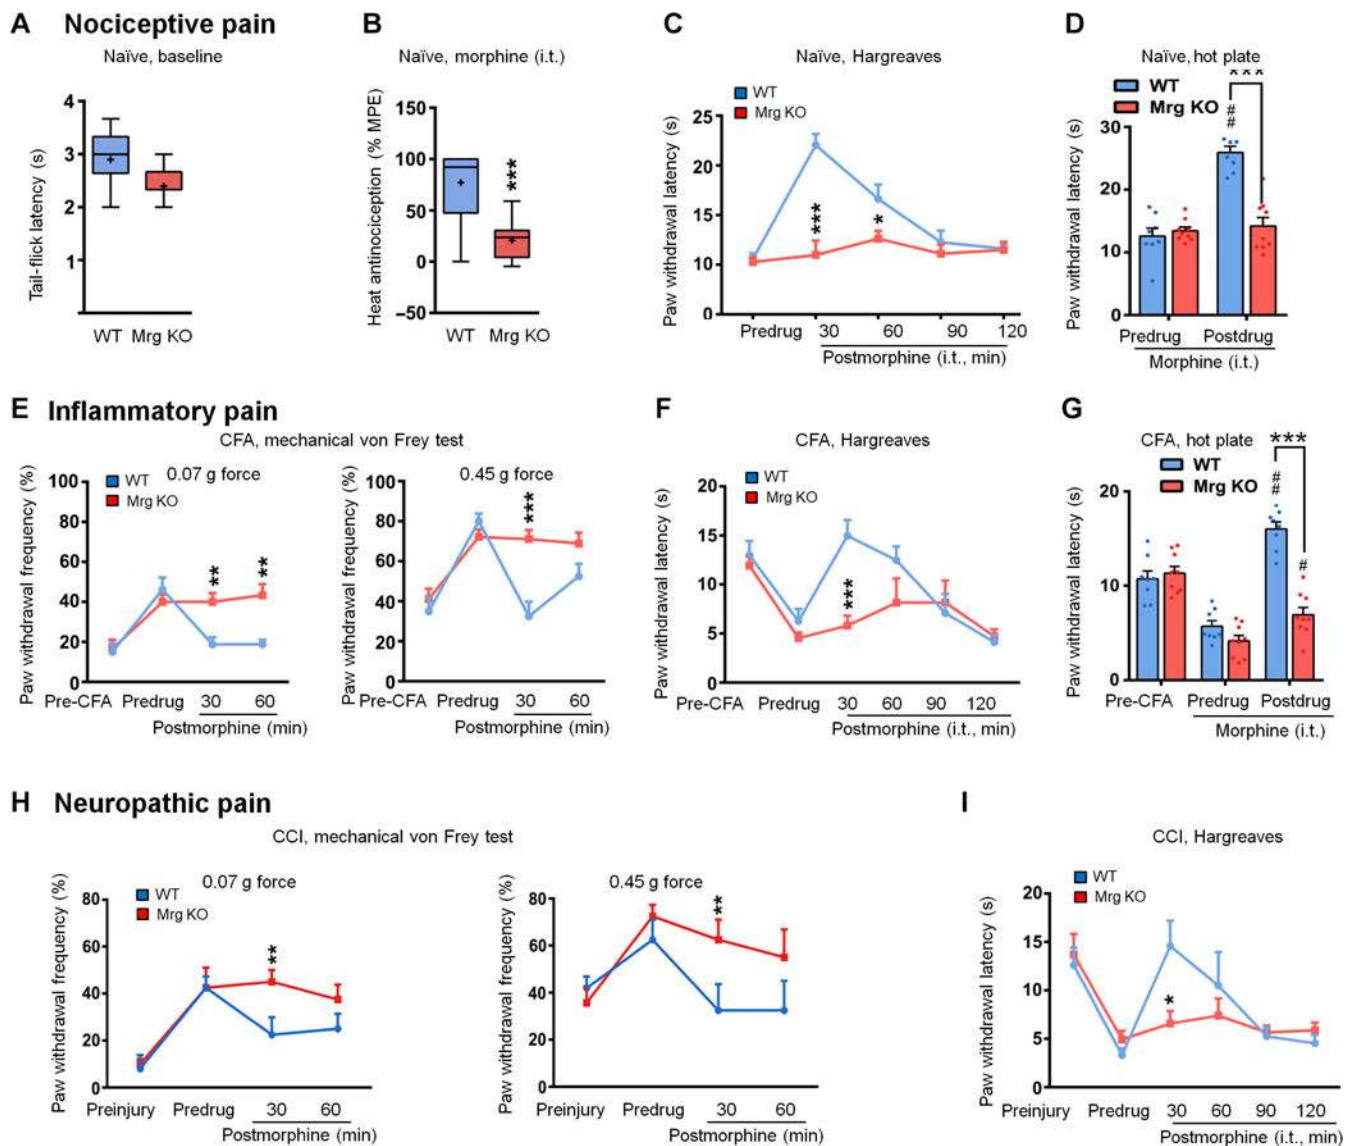 A Nociceptive pain
Naïve, baseline
Tail-flick latency (s)
4
3
2
1
WT Mrg KO
B
Naïve, morphine (i.t.)
Heat antinociception (% MPE)
150
100
50
0
−50
***
WT Mrg KO
C
Naïve, Hargreaves
WT
Mrg KO
Paw withdrawal latency (s)
25
20
15
10
0
***
*
Predrug 30 60 90 120
Postmorphine (i.t., min)
D
Naïve, hot plate
***
WT
Mrg KO
##
Paw withdrawal latency (s)
30
20
10
0
Predrug Postdrug
Morphine (i.t.)
E Inflammatory pain
CFA, mechanical von Frey test
0.07 g force
WT
Mrg KO
Paw withdrawal frequency (%)
100
80
60
40
20
0
**
**
Pre-CFA Predrug 30 60
Postmorphine (min)
0.45 g force
Paw withdrawal frequency (%)
100
80
60
40
20
0
***
Predrug 30 60
Postmorphine (min)
F
CFA, Hargreaves
WT
Mrg KO
Paw withdrawal latency (s)
20
15
10
5
0
***
Pre-CFA Predrug 30 60 90 120
Postmorphine (i.t., min)
G
CFA, hot plate
***
WT
Mrg KO
##
#
Paw withdrawal latency (s)
20
10
0
Pre-CFA Predrug Postdrug
Morphine (i.t.)
H Neuropathic pain
CCI, mechanical von Frey test
0.07 g force
WT
Mrg KO
Paw withdrawal frequency (%)
80
60
40
20
0
**
Preinjury Predrug 30 60
Postmorphine (min)
0.45 g force
Paw withdrawal frequency (%)
80
60
40
20
0
**
Preinjury Predrug 30 60
Postmorphine (min)
I
CCI, Hargreaves
WT
Mrg KO
Paw withdrawal latency (s)
20
15
10
5
0
*
Preinjury Predrug 30 60 90 120
Postmorphine (i.t., min)